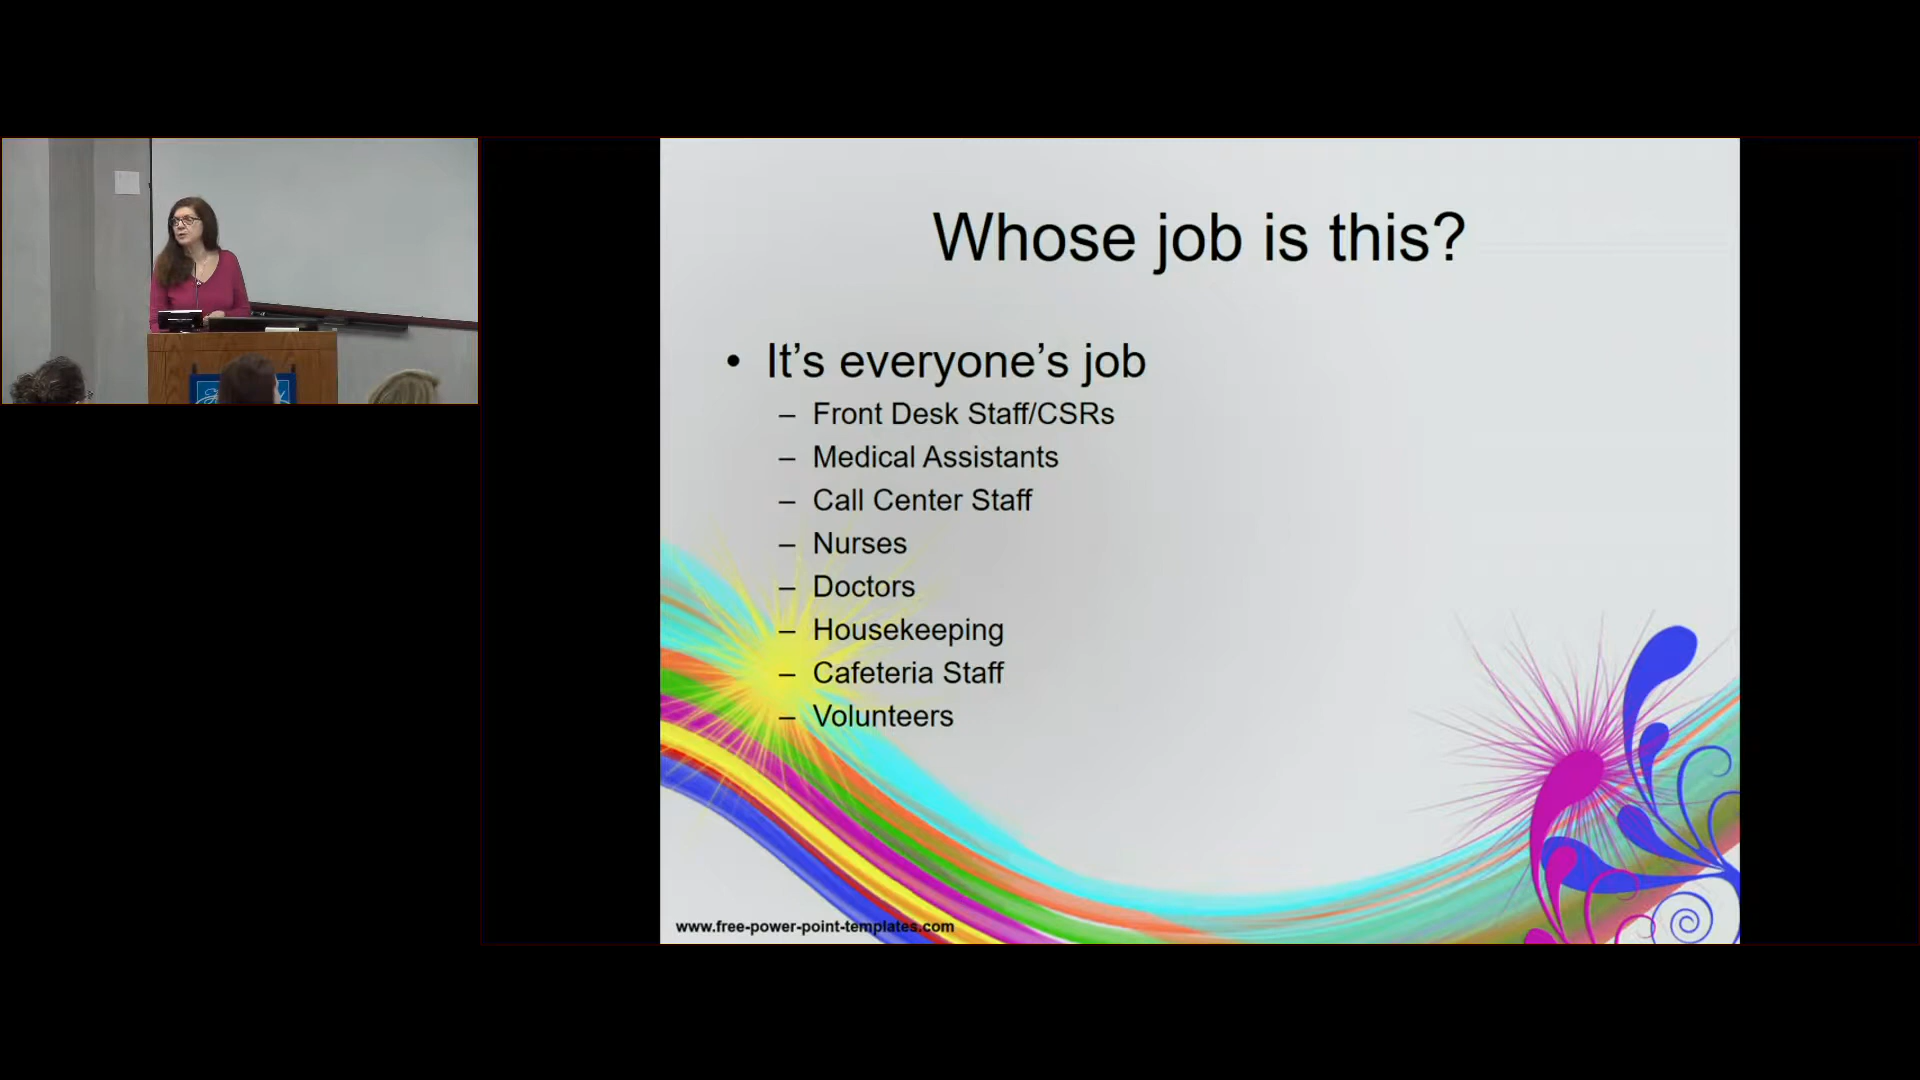 Whose job is this?
• It’s everyone’s job
– Front Desk Staff/CSRs
– Medical Assistants
– Call Center Staff
– Nurses
– Doctors
– Housekeeping
– Cafeteria Staff
– Volunteers
www.free-power-point-templates.com